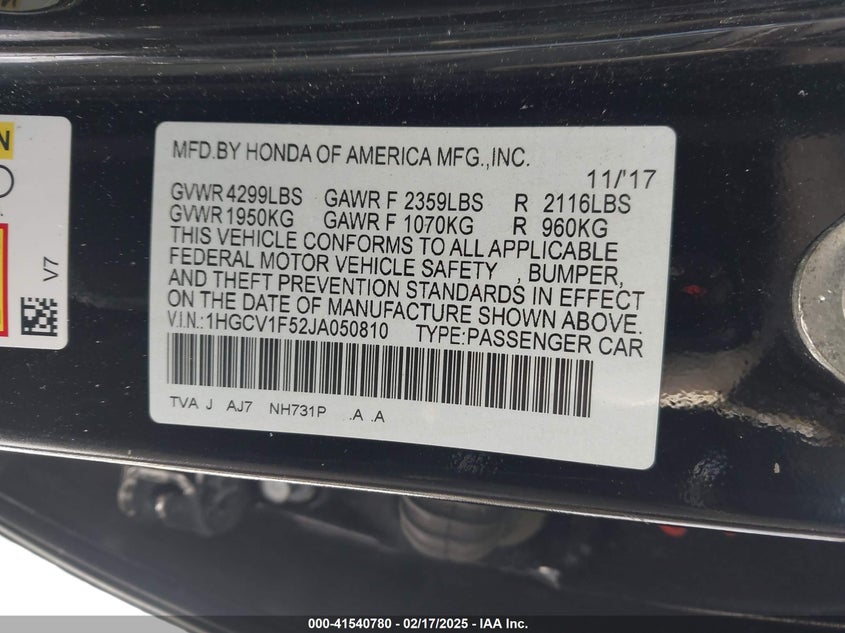 MFD.BY HONDA OF AMERICA MFG.,INC.
11/'17
GVWR 4299LBS GAWR F 2359LBS R 2116LBS
GVWR 1950KG GAWR F 1070KG R 960KG
THIS VEHICLE CONFORMS TO ALL APPLICABLE
FEDERAL MOTOR VEHICLE SAFETY , BUMPER,
AND THEFT PREVENTION STANDARDS IN EFFECT
ON THE DATE OF MANUFACTURE SHOWN ABOVE.
V.I.N.:1HGCV1F52JA050810 TYPE:PASSENGER CAR
TVA J AJ7 NH731P .A .A
N
V7
000-41540780 - 02/17/2025 - IAA Inc.